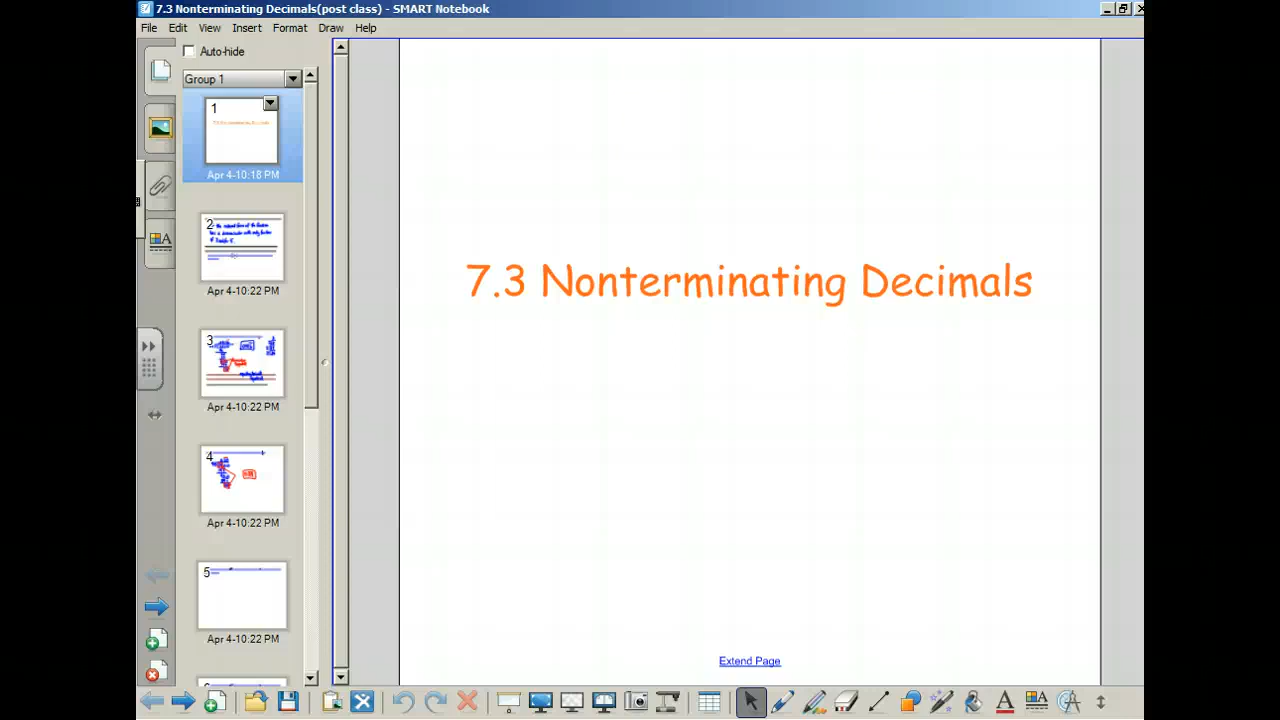 7.3 Nonterminating Decimals(post class) - SMART Notebook
File Edit View Insert Format Draw Help
Auto-hide
Group 1
1
Apr 4-10:18 PM
2
Apr 4-10:22 PM
3
Apr 4-10:22 PM
4
Apr 4-10:22 PM
5
Apr 4-10:22 PM
7.3 Nonterminating Decimals
Extend Page